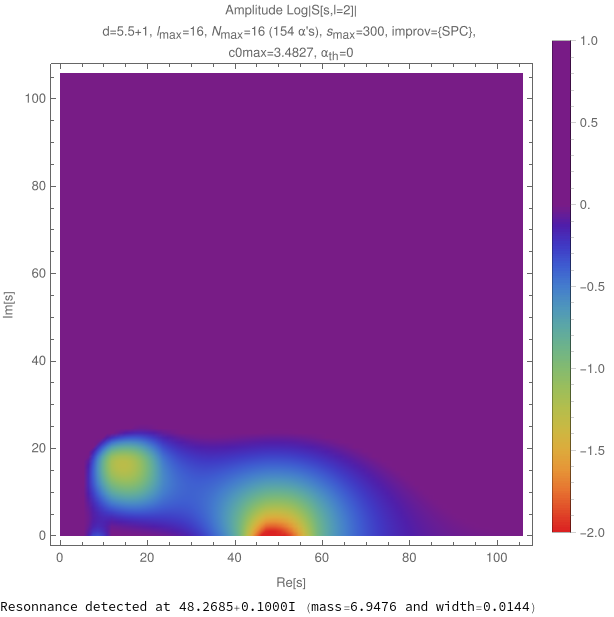 Amplitude Log|S[s,l=2]|
d=5.5+1, lmax=16, Nmax=16 (154 α's), smax=300, improv={SPC},
c0max=3.4827, αth=0
1.0
0.5
0.
-0.5
-1.0
-1.5
-2.0
100
80
60
40
20
0
Im[s]
0 20 40 60 80 100
Re[s]
Resonnance detected at 48.2685+0.1000I (mass=6.9476 and width=0.0144)